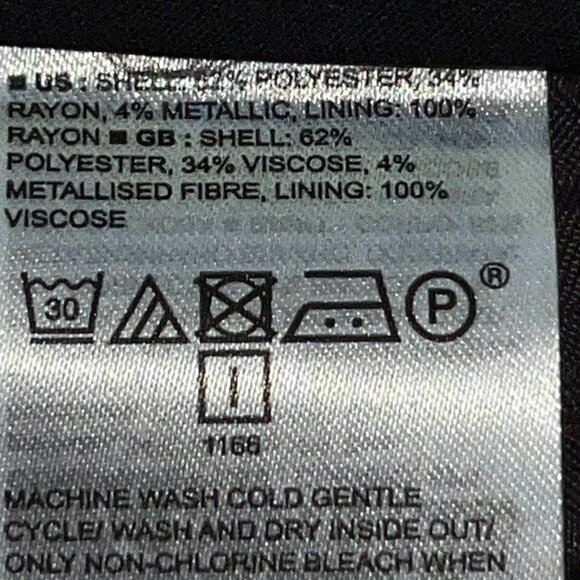 ■ US : SHELL: 62% POLYESTER, 34%
RAYON, 4% METALLIC, LINING: 100%
RAYON ■ GB : SHELL: 62%
POLYESTER, 34% VISCOSE, 4%
METALLISED FIBRE, LINING: 100%
VISCOSE
30 P ®
1166
MACHINE WASH COLD GENTLE
CYCLE/ WASH AND DRY INSIDE OUT/
ONLY NON-CHLORINE BLEACH WHEN